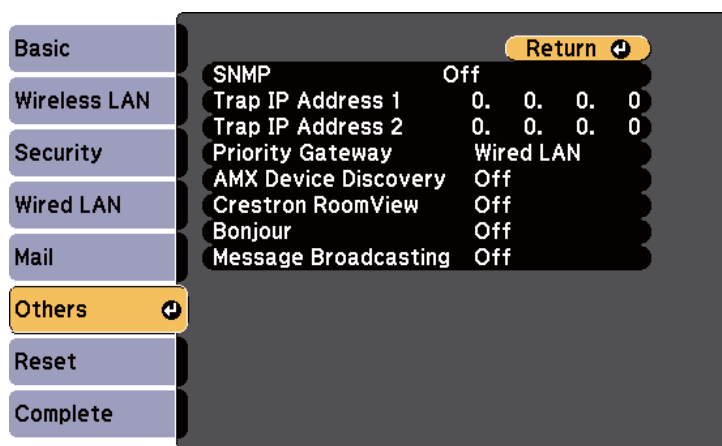 Basic
Wireless LAN
Security
Wired LAN
Mail
Others
Reset
Complete
Return
SNMP Off
Trap IP Address 1 0. 0. 0. 0
Trap IP Address 2 0. 0. 0. 0
Priority Gateway Wired LAN
AMX Device Discovery Off
Crestron RoomView Off
Bonjour Off
Message Broadcasting Off